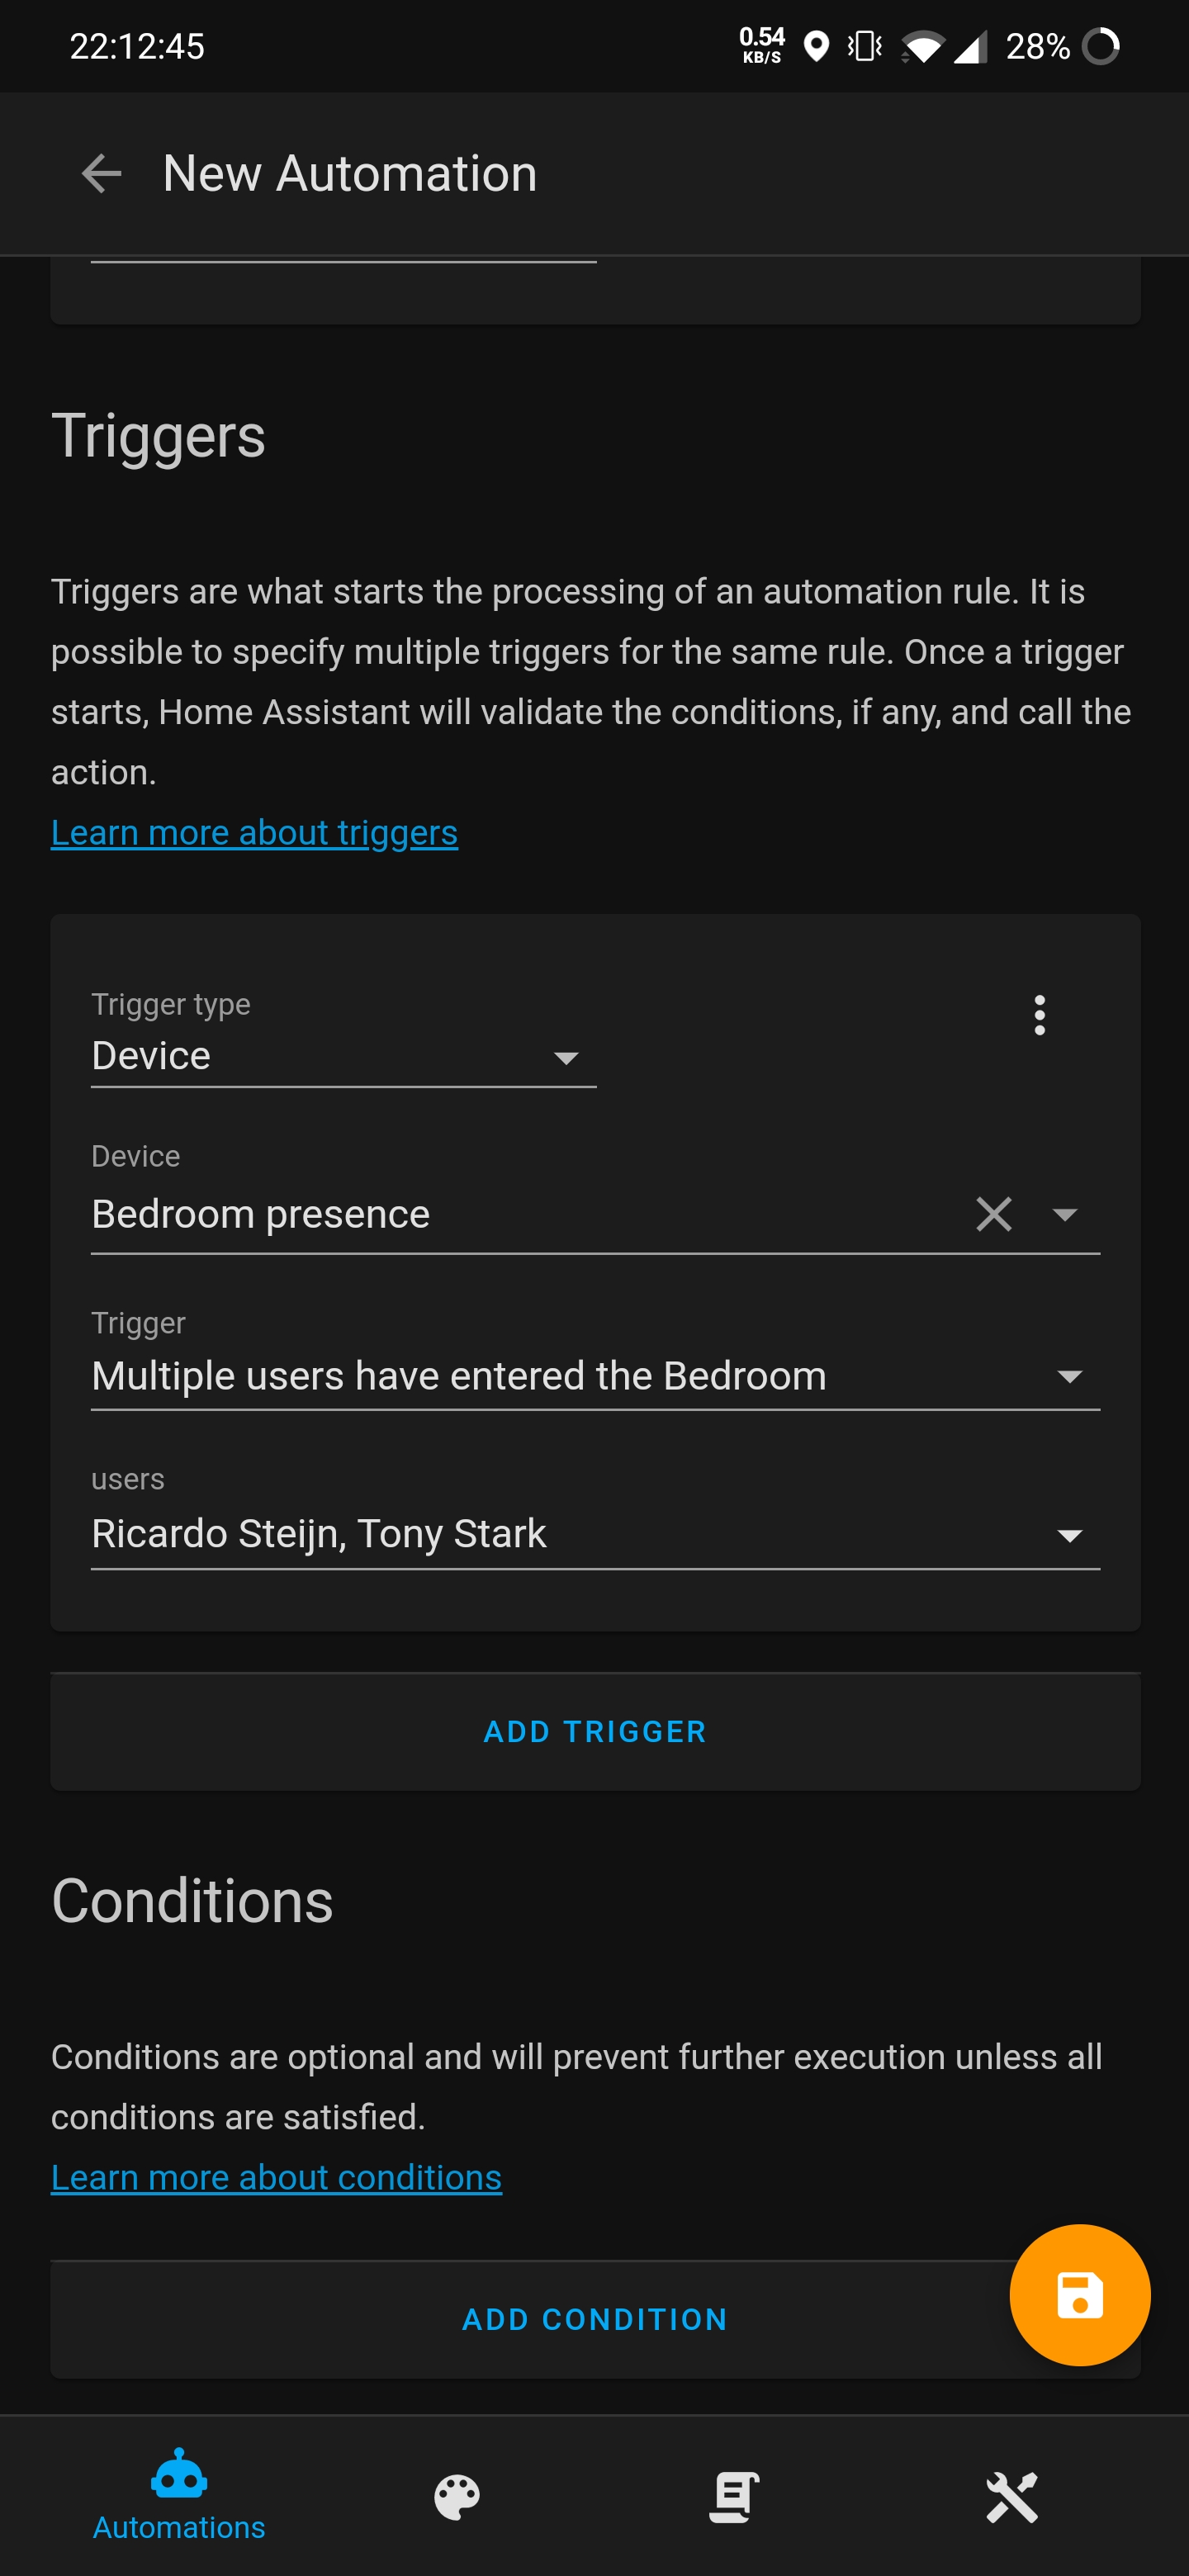 22:12:45
0.54
KB/S
28%
New Automation
Triggers
Triggers are what starts the processing of an automation rule. It is
possible to specify multiple triggers for the same rule. Once a trigger
starts, Home Assistant will validate the conditions, if any, and call the
action.
Learn more about triggers
Trigger type
Device
Device
Bedroom presence
Trigger
Multiple users have entered the Bedroom
users
Ricardo Steijn, Tony Stark
ADD TRIGGER
Conditions
Conditions are optional and will prevent further execution unless all
conditions are satisfied.
Learn more about conditions
ADD CONDITION
Automations